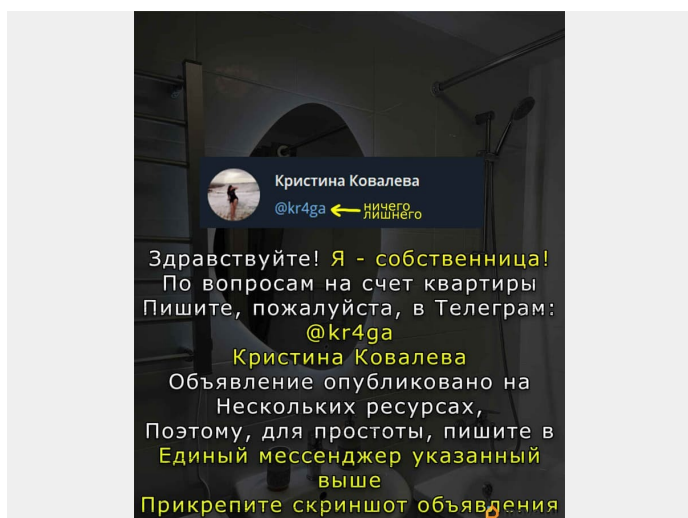 Кристина Ковалева
@kr4ga
ничего
лишнего
Здравствуйте! Я - собственница!
По вопросам на счет квартиры
Пишите, пожалуйста, в Телеграм:
@kr4ga
Кристина Ковалева
Объявление опубликовано на
Нескольких ресурсах,
Поэтому, для простоты, пишите в
Единый мессенджер указанный
выше
Прикрепите скриншот объявления